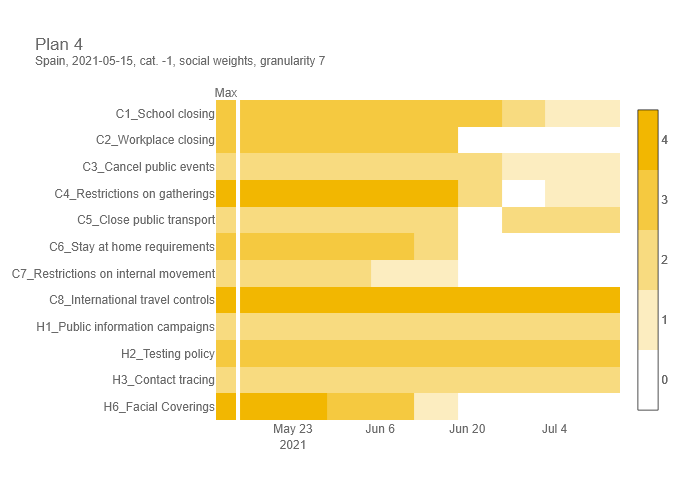 Plan 4
Spain, 2021-05-15, cat. -1, social weights, granularity 7
Max
C1_School closing
C2_Workplace closing
C3_Cancel public events
C4_Restrictions on gatherings
C5_Close public transport
C6_Stay at home requirements
C7_Restrictions on internal movement
C8_International travel controls
H1_Public information campaigns
H2_Testing policy
H3_Contact tracing
H6_Facial Coverings
May 23
2021
Jun 6
Jun 20
Jul 4
4
3
2
1
0